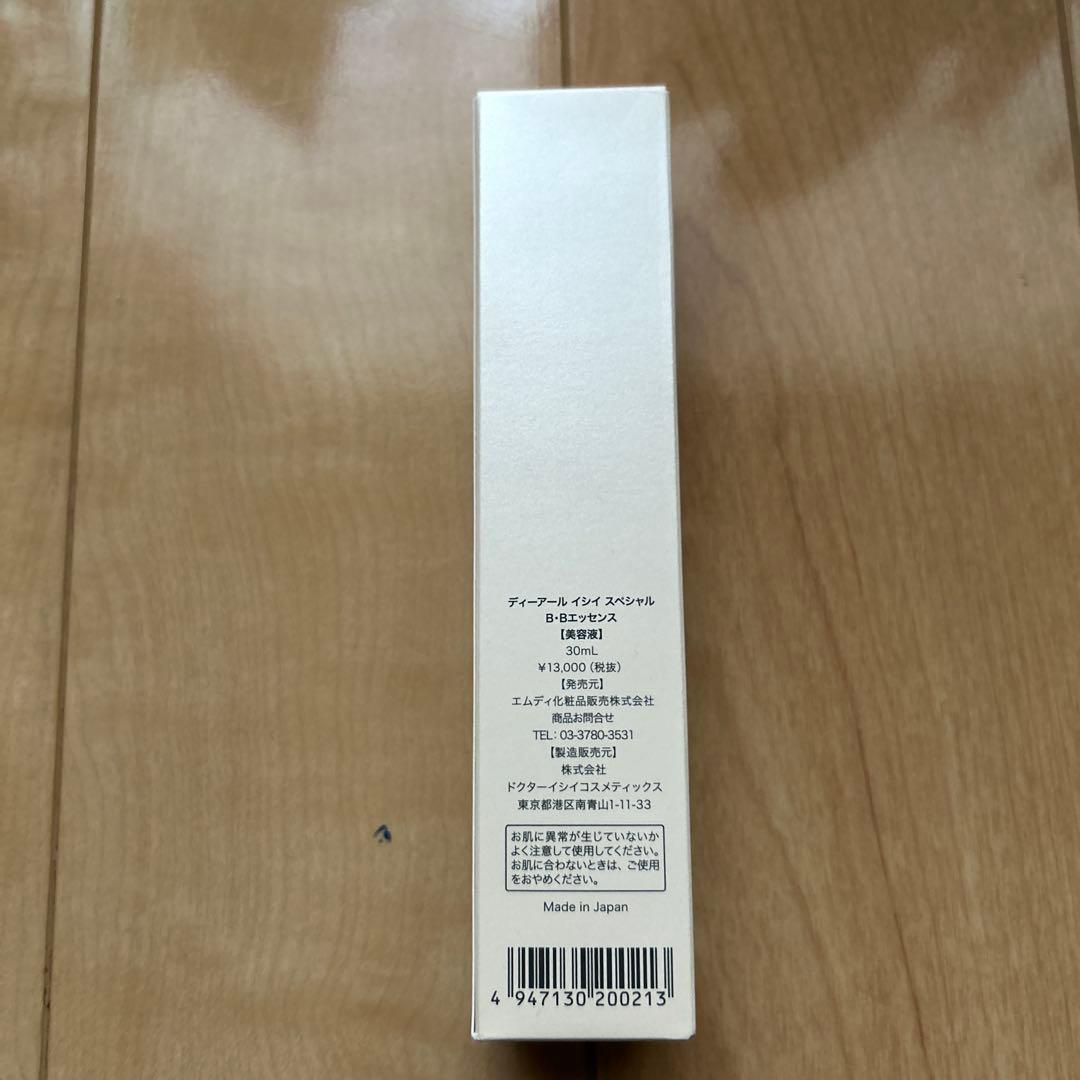 ディーアール イシイ スペシャル
B・Bエッセンス
【美容液】
30mL
¥13,000（税抜）
【発売元】
エムディ化粧品販売株式会社
商品お問合せ
TEL：03-3780-3531
【製造販売元】
株式会社
ドクターイシイコスメティックス
東京都港区南青山1-11-33
お肌に異常が生じていないか
よく注意して使用してください。
お肌に合わないときは、ご使用
をおやめください。
Made in Japan
4 947130 200213